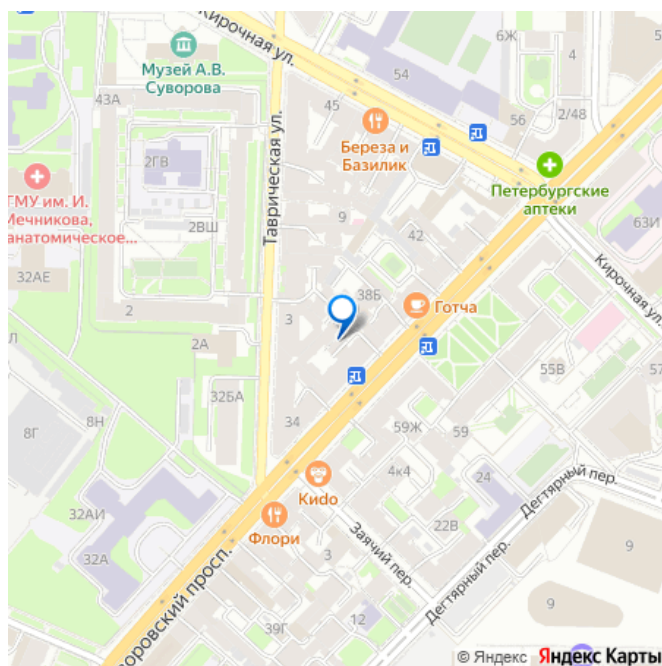 Кирочная ул.
6Ж
4
Музей А.В.
Суворова
54
43А
45
56
2/48
Береза и
Базилик
2ГВ
Таврическая ул.
Петербургские
аптеки
ГМУ им. И.
Мечникова,
анатомическое...
2ВШ
9
63И
42
32АЕ
Кирочная ул.
38Б
Готча
2
3
Л
2А
55В
57
32БА
8Н
34
59Ж
59
8Г
4к4
24
Кидо
Дегтярный пер.
32АИ
22В
Флори
Заячий пер.
32А
3
9
Дегтярный пер.
9
воровский просп.
12
39Г
© Яндекс Яндекс Карты